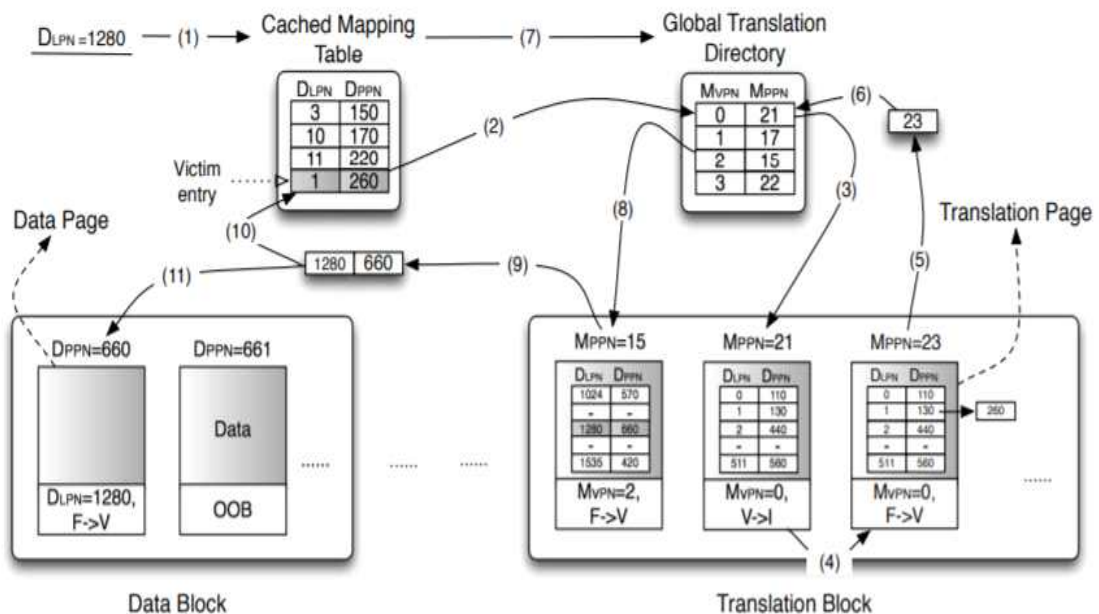 DLPN=1280
(1)
Cached Mapping
Table
(7)
Global Translation
Directory
DLPN DPPN
3 150
10 170
11 220
1 260
Victim
entry
(2)
MVPN MPPN
0 21
1 17
2 15
3 22
(6)
23
(3)
(8)
(5)
Translation Page
Data Page
(10)
1280 660
(9)
(11)
DPPN=660
DPPN=661
Data
DLPN=1280,
F->V
OOB
......
......
......
MPPN=15
DLPN DPPN
1024 570
- -
1280 660
- -
1535 420
MVPN=2,
F->V
MPPN=21
DLPN DPPN
0 110
1 130
2 440
- -
511 560
MVPN=0,
V->I
MPPN=23
DLPN DPPN
0 110
1 130
2 440
- -
511 560
260
MVPN=0,
F->V
......
(4)
Data Block
Translation Block